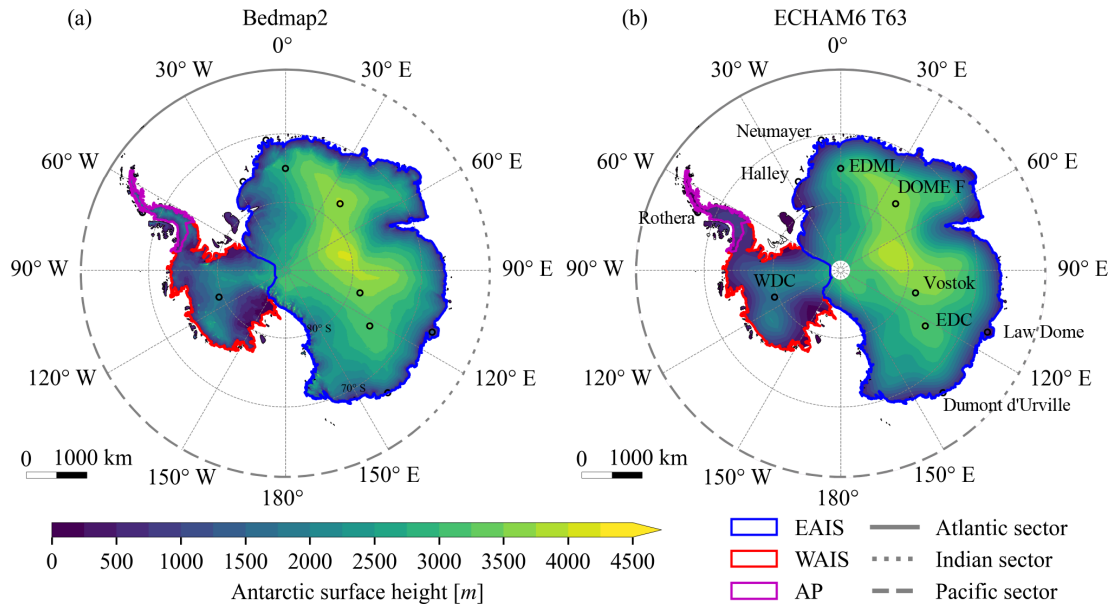 (a) Bedmap2
(b) ECHAM6 T63
0°
0°
30° W
30° E
30° W
30° E
60° W
60° E
60° W
60° E
Neumayer
EDML
Halley
DOME F
Rothera
90° W
90° E
90° W
90° E
WDC
Vostok
EDC
80° S
Law Dome
120° W
120° E
120° W
120° E
70° S
Dumont d'Urville
150° W
150° E
150° W
150° E
180°
180°
0 1000 km
0 1000 km
0 500 1000 1500 2000 2500 3000 3500 4000 4500
Antarctic surface height [m]
EAIS
Atlantic sector
WAIS
Indian sector
AP
Pacific sector